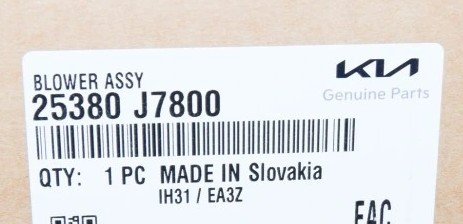 BLOWER ASSY
KIA
25380 J7800
Genuine Parts
QTY: 1 PC MADE IN Slovakia
IH31 / EA3Z
EAC